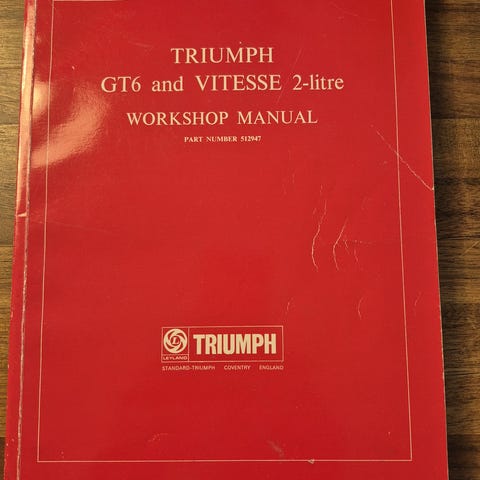 TRIUMPH
GT6 and VITESSE 2-litre
WORKSHOP MANUAL
PART NUMBER 512947
L
LEYLAND
TRIUMPH
STANDARD-TRIUMPH COVENTRY ENGLAND